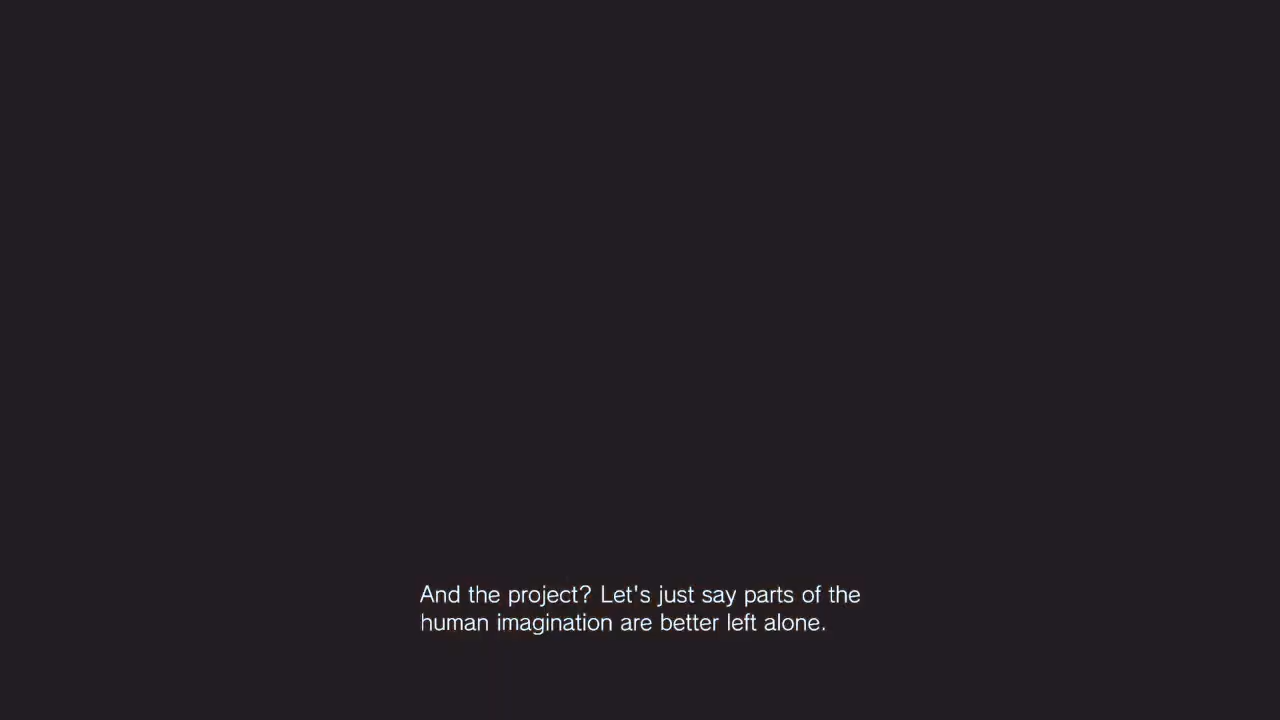 And the project? Let's just say parts of the
human imagination are better left alone.